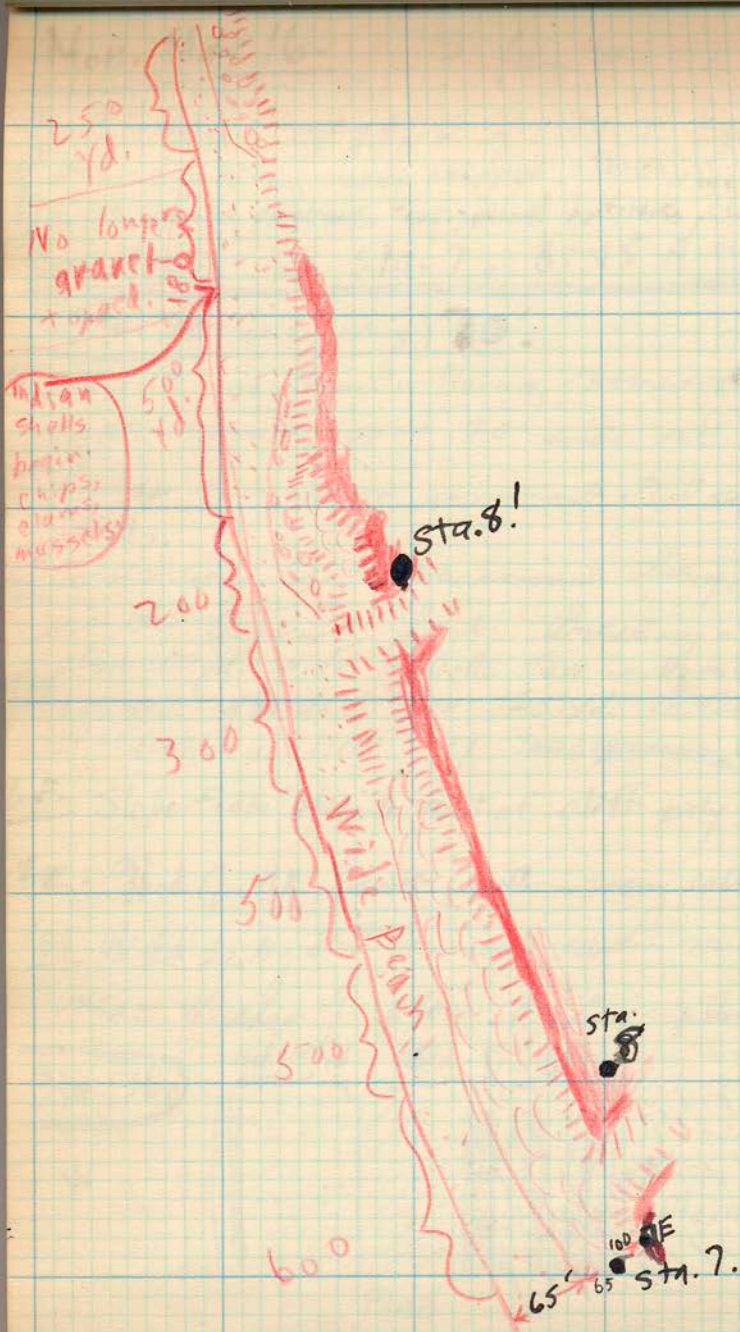 250
yd.
No longer
gravel
180
Indian
shells
begin.
chips,
clams,
mussels.
500
yd.
Sta. 8!
200
300
Wide beach.
500
Sta.
8
500
600
100
E
65
65'
Sta. 7.